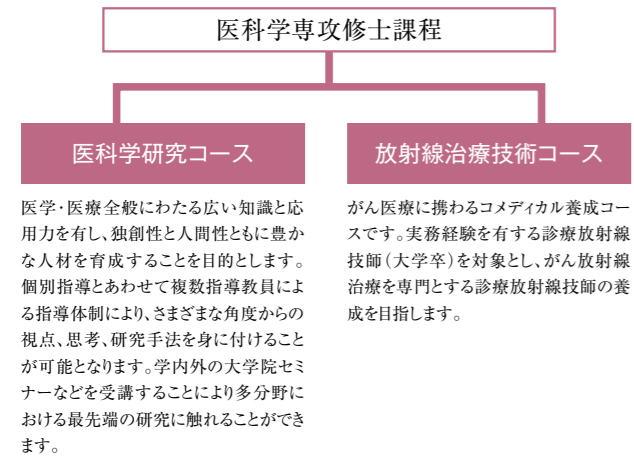 医科学専攻修士課程
医科学研究コース
医学・医療全般にわたる広い知識と応
用力を有し、独創性と人間性ともに豊か
な人材を育成することを目的とします。
個別指導とあわせて複数指導教員によ
る指導体制により、さまざまな角度からの
視点、思考、研究手法を身に付けること
が可能となります。学内外の大学院セミ
ナーなどを受講することにより多分野に
おける最先端の研究に触れることができ
ます。
放射線治療技術コース
がん医療に携わるコメディカル養成コー
スです。実務経験を有する診療放射線
技師（大学卒）を対象とし、がん放射線
治療を専門とする診療放射線技師の養
成を目指します。